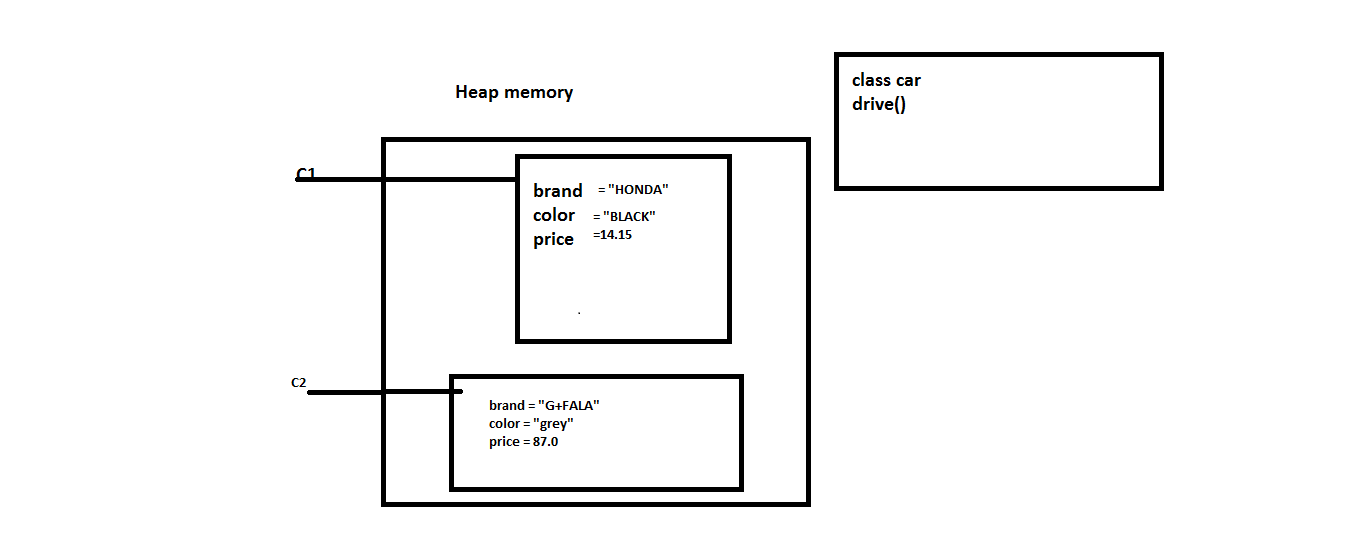 Heap memory
class car
drive()
C1
brand = "HONDA"
color = "BLACK"
price =14.15
.
C2
brand = "G+FALA"
color = "grey"
price = 87.0